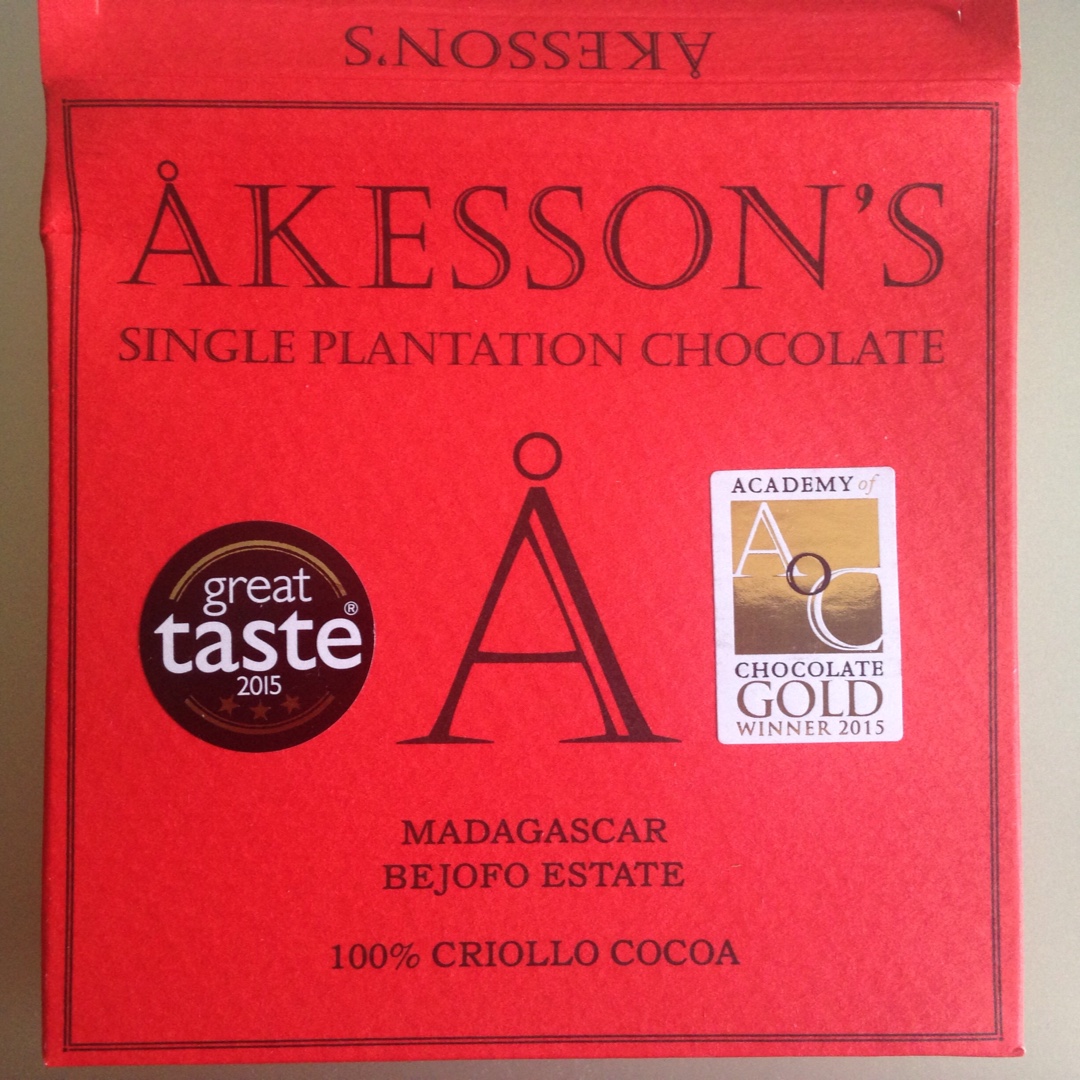 ÅKESSON'S
ÅKESSON'S
SINGLE PLANTATION CHOCOLATE
Å
great
taste®
2015
ACADEMY of
AOC
CHOCOLATE
GOLD
WINNER 2015
MADAGASCAR
BEJOFO ESTATE
100% CRIOLLO COCOA